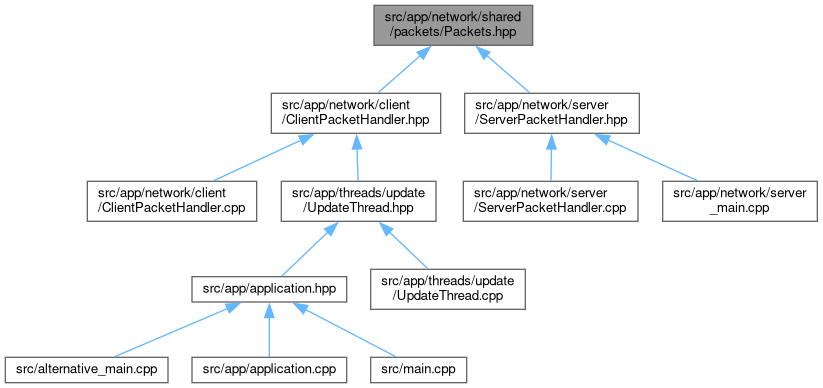 src/app/network/shared
/packets/Packets.hpp
src/app/network/client
/ClientPacketHandler.hpp
src/app/network/server
/ServerPacketHandler.hpp
src/app/network/client
/ClientPacketHandler.cpp
src/app/threads/update
/UpdateThread.hpp
src/app/network/server
/ServerPacketHandler.cpp
src/app/network/server
_main.cpp
src/app/application.hpp
src/app/threads/update
/UpdateThread.cpp
src/alternative_main.cpp
src/app/application.cpp
src/main.cpp